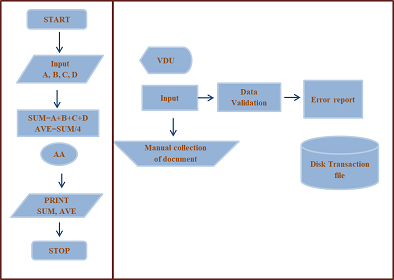 START
Input
A, B, C, D
SUM=A+B+C+D
AVE=SUM/4
AA
PRINT
SUM, AVE
STOP
VDU
Input
Data
Validation
Error report
Manual collection
of document
Disk Transaction
file